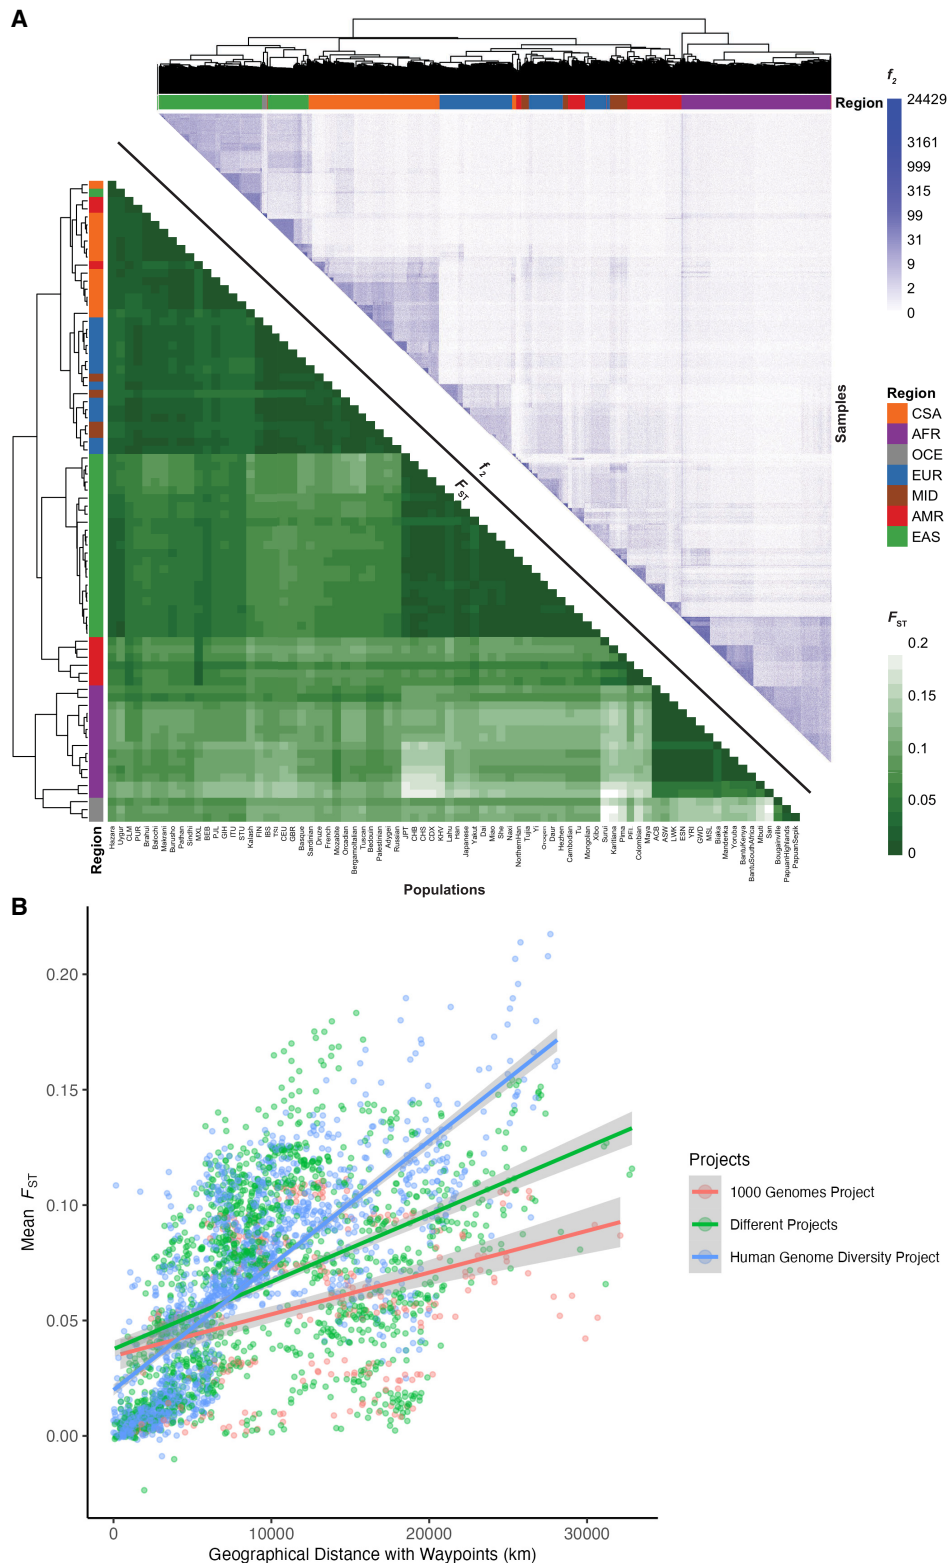 A
f2
24429
3161
999
315
99
31
9
2
0
Region
Samples
Region
CSA
AFR
OCE
EUR
MID
AMR
EAS
f2
FST
FST
0.2
0.15
0.1
0.05
0
Region
Hazara
Uygur
CLM
PUR
Brahui
Balochi
Makrani
Burusho
Pathan
Sindhi
MXL
BEB
PJL
GIH
ITU
STU
Kalash
FIN
IBS
TSI
CEU
GBR
Basque
Sardinian
Druze
French
Mozabite
Orcadian
BergamoItalian
Tuscan
Bedouin
Palestinian
Adygei
Russian
JPT
CHB
CHS
CDX
KHV
Lahu
Han
Japanese
Yakut
Dai
Miao
She
Naxi
NorthernHan
Tujia
Yi
Oroqen
Daur
Hezhen
Cambodian
Tu
Mongolian
Xibo
Surui
Karitiana
Pima
PEL
Colombian
Maya
ACB
ASW
LWK
ESN
YRI
GWD
MSL
Biaka
Mandenka
Yoruba
BantuKenya
BantuSouthAfrica
Mbuti
San
Bougainville
PapuanHighlands
PapuanSepik
Populations
B
0.20
0.15
0.10
0.05
0.00
Mean FST
0
10000
20000
30000
Geographical Distance with Waypoints (km)
Projects
1000 Genomes Project
Different Projects
Human Genome Diversity Project